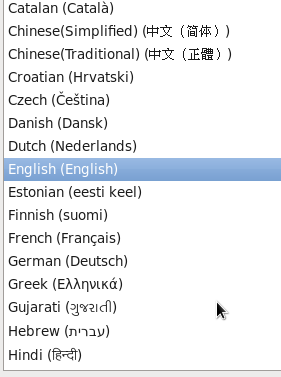 Catalan (Català)
Chinese(Simplified) (中文（简体）)
Chinese(Traditional) (中文（正體）)
Croatian (Hrvatski)
Czech (Čeština)
Danish (Dansk)
Dutch (Nederlands)
English (English)
Estonian (eesti keel)
Finnish (suomi)
French (Français)
German (Deutsch)
Greek (Ελληνικά)
Gujarati (ગુજરાતી)
Hebrew (עברית)
Hindi (हिन्दी)